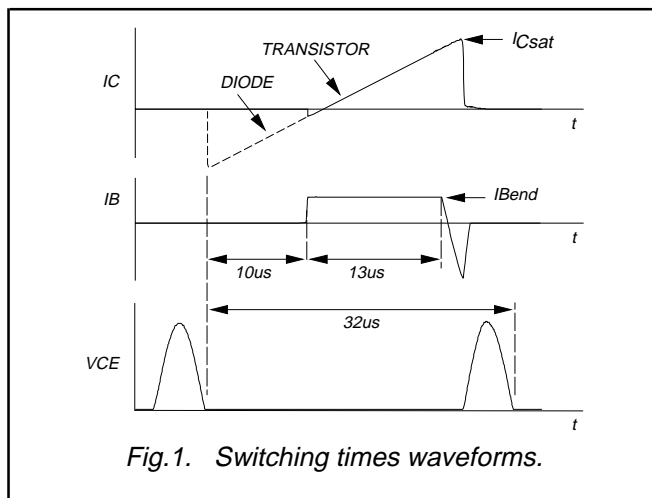 ICsat
TRANSISTOR
DIODE
IC
t
IB
IBend
t
10us
13us
32us
VCE
t
Fig.1. Switching times waveforms.